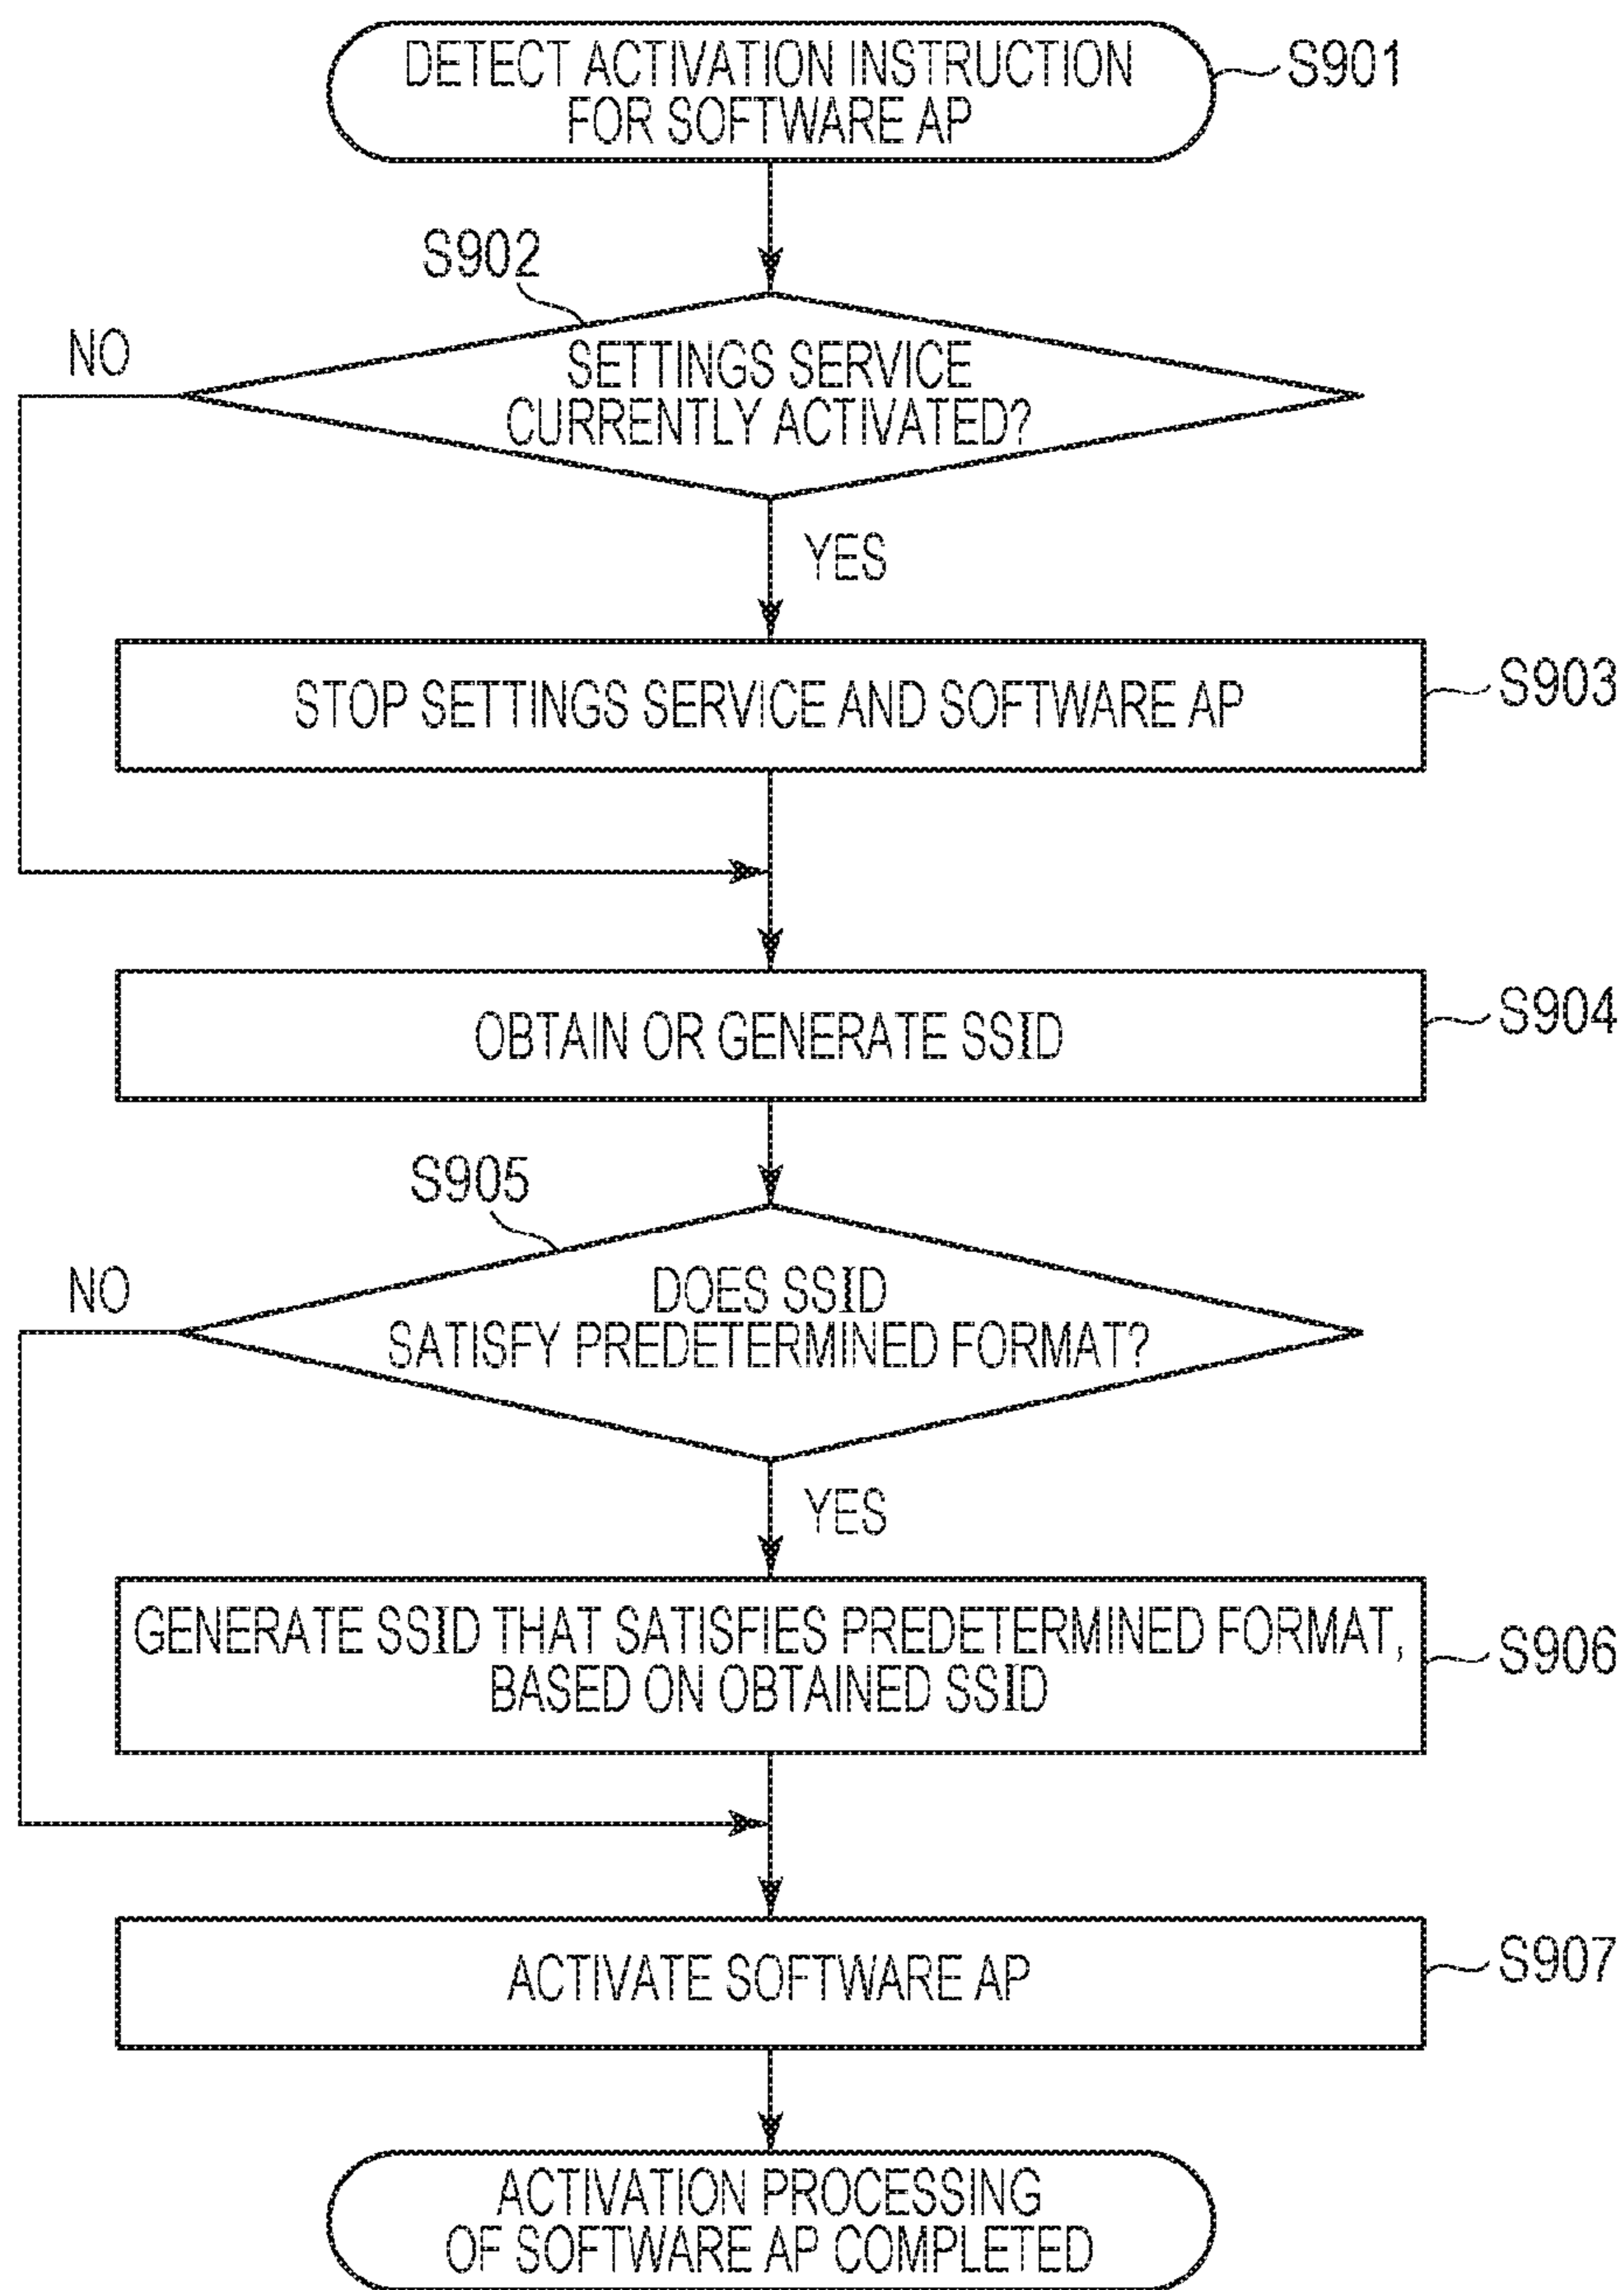 DETECT ACTIVATION INSTRUCTION
FOR SOFTWARE AP
S901
S902
NO
SETTINGS SERVICE
CURRENTLY ACTIVATED?
YES
STOP SETTINGS SERVICE AND SOFTWARE AP
S903
OBTAIN OR GENERATE SSID
S904
S905
NO
DOES SSID
SATISFY PREDETERMINED FORMAT?
YES
GENERATE SSID THAT SATISFIES PREDETERMINED FORMAT,
BASED ON OBTAINED SSID
S906
ACTIVATE SOFTWARE AP
S907
ACTIVATION PROCESSING
OF SOFTWARE AP COMPLETED